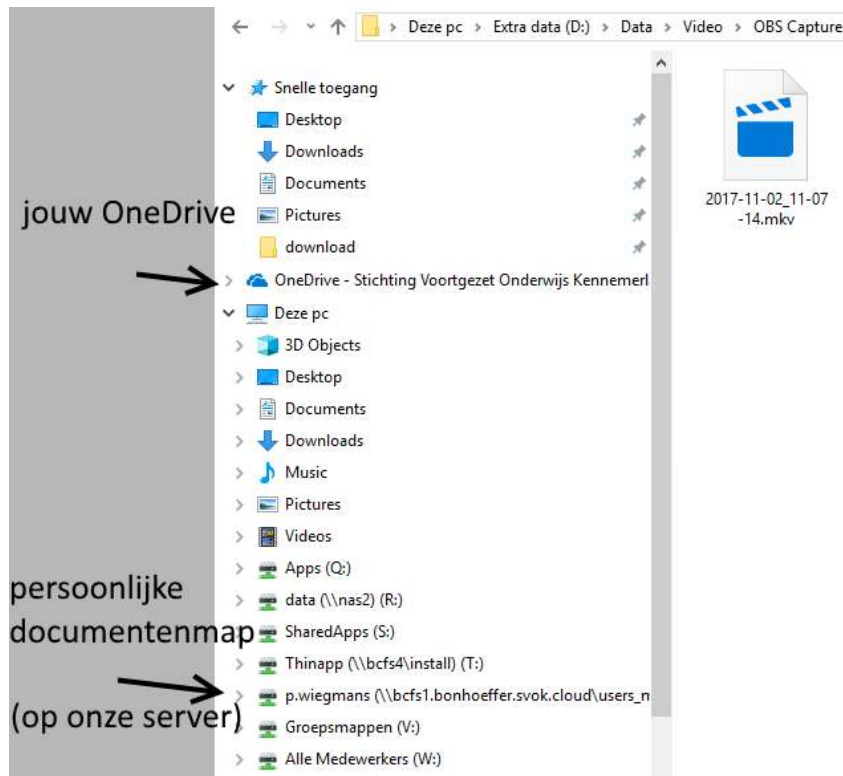 Deze pc > Extra data (D:) > Data > Video > OBS Capture
Snelle toegang
Desktop
Downloads
Documents
Pictures
download
OneDrive - Stichting Voortgezet Onderwijs Kennemerl
Deze pc
3D Objects
Desktop
Documents
Downloads
Music
Pictures
Videos
Apps (Q:)
data (\\nas2) (R:)
SharedApps (S:)
Thinapp (\\bcfs4\install) (T:)
p.wiegmans (\\bcfs1.bonhoeffer.svok.cloud\users_m
Groepsmappen (V:)
Alle Medewerkers (W:)
2017-11-02_11-07
-14.mkv
jouw OneDrive
persoonlijke
documentenmap
(op onze server)